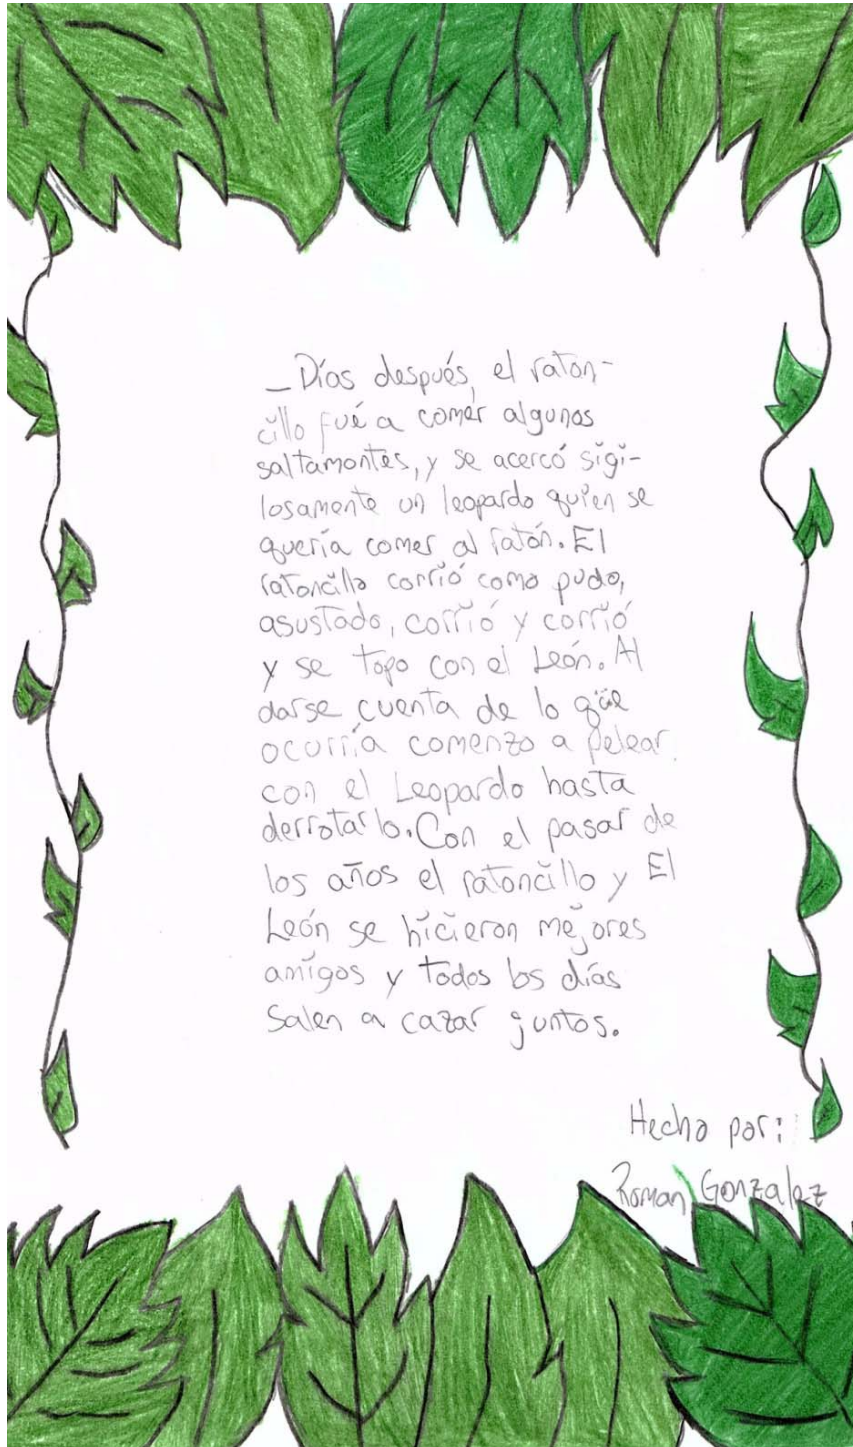 _Días después, el raton-
cillo fué a comer algunos
saltamontes, y se acercó sigi-
losamente un leopardo quien se
quería comer al ratón. El
ratoncillo corrió como pudo,
asustado, corrió y corrió
y se topo con el León. Al
darse cuenta de lo que
ocurría comenzo a pelear
con el Leopardo hasta
derrotarlo. Con el pasar de
los años el ratoncillo y El
León se hicieron mejores
amigos y todos los días
salen a cazar juntos.
Hecho por:
Roman Gonzalez